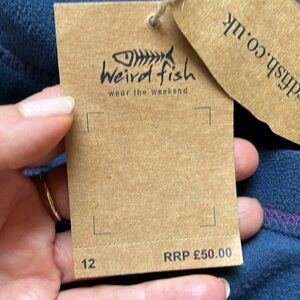 weird fish
wear the weekend
dfish.co.uk
12 RRP £50.00